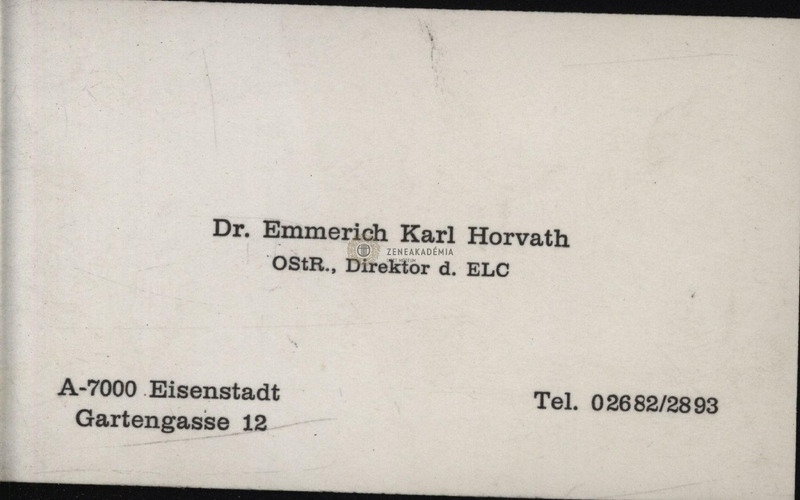 Dr. Emmerich Karl Horvath
ZENEAKADÉMIA
OStR., Direktor d. ELC
A-7000 Eisenstadt
Gartengasse 12
Tel. 02682/2893